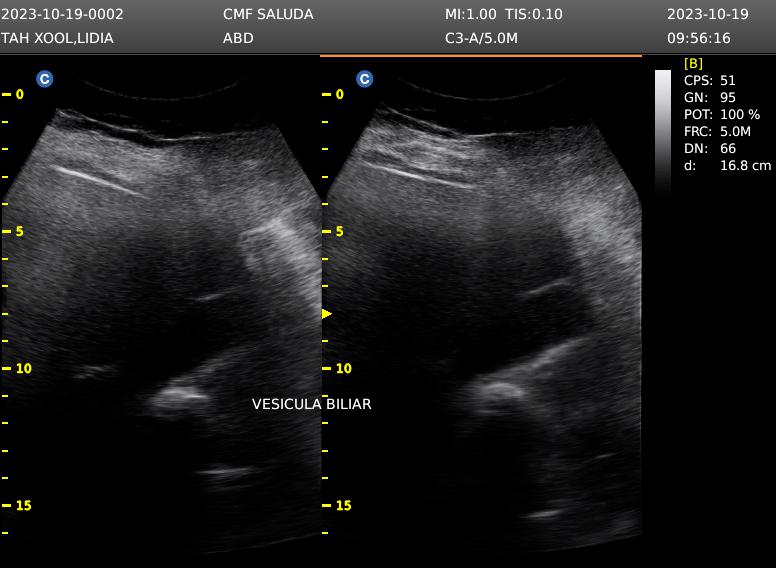 2023-10-19-0002 CMF SALUDA MI:1.00 TIS:0.10 2023-10-19
TAH XOOL,LIDIA ABD C3-A/5.0M 09:56:16
[B]
CPS: 51
GN: 95
POT: 100 %
FRC: 5.0M
DN: 66
d: 16.8 cm
C
0
5
10
15
C
0
5
10
15
VESICULA BILIAR